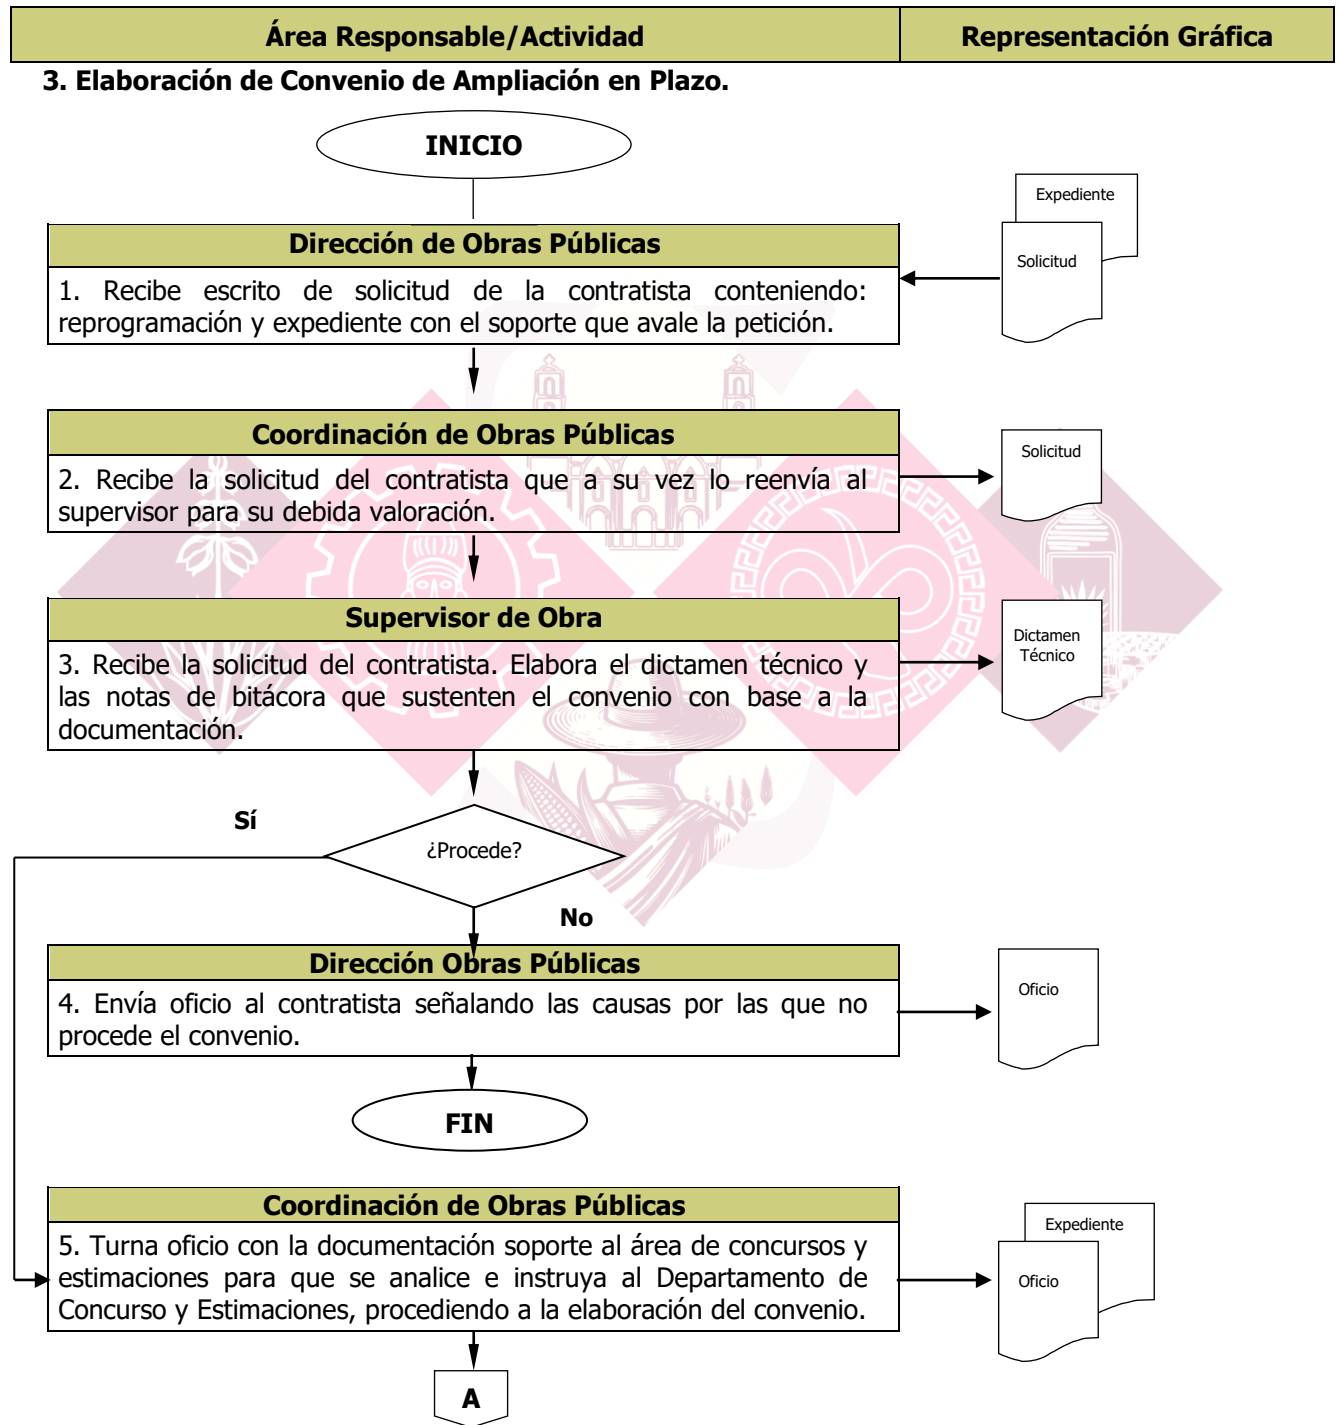 Área Responsable/Actividad
Representación Gráfica
3. Elaboración de Convenio de Ampliación en Plazo.
INICIO
Expediente
Solicitud
Dirección de Obras Públicas
1. Recibe escrito de solicitud de la contratista conteniendo:
reprogramación y expediente con el soporte que avale la petición.
Coordinación de Obras Públicas
2. Recibe la solicitud del contratista que a su vez lo reenvía al
supervisor para su debida valoración.
Solicitud
Supervisor de Obra
3. Recibe la solicitud del contratista. Elabora el dictamen técnico y
las notas de bitácora que sustenten el convenio con base a la
documentación.
Dictamen
Técnico
Sí
¿Procede?
No
Dirección Obras Públicas
4. Envía oficio al contratista señalando las causas por las que no
procede el convenio.
Oficio
FIN
Coordinación de Obras Públicas
5. Turna oficio con la documentación soporte al área de concursos y
estimaciones para que se analice e instruya al Departamento de
Concurso y Estimaciones, procediendo a la elaboración del convenio.
Expediente
Oficio
A